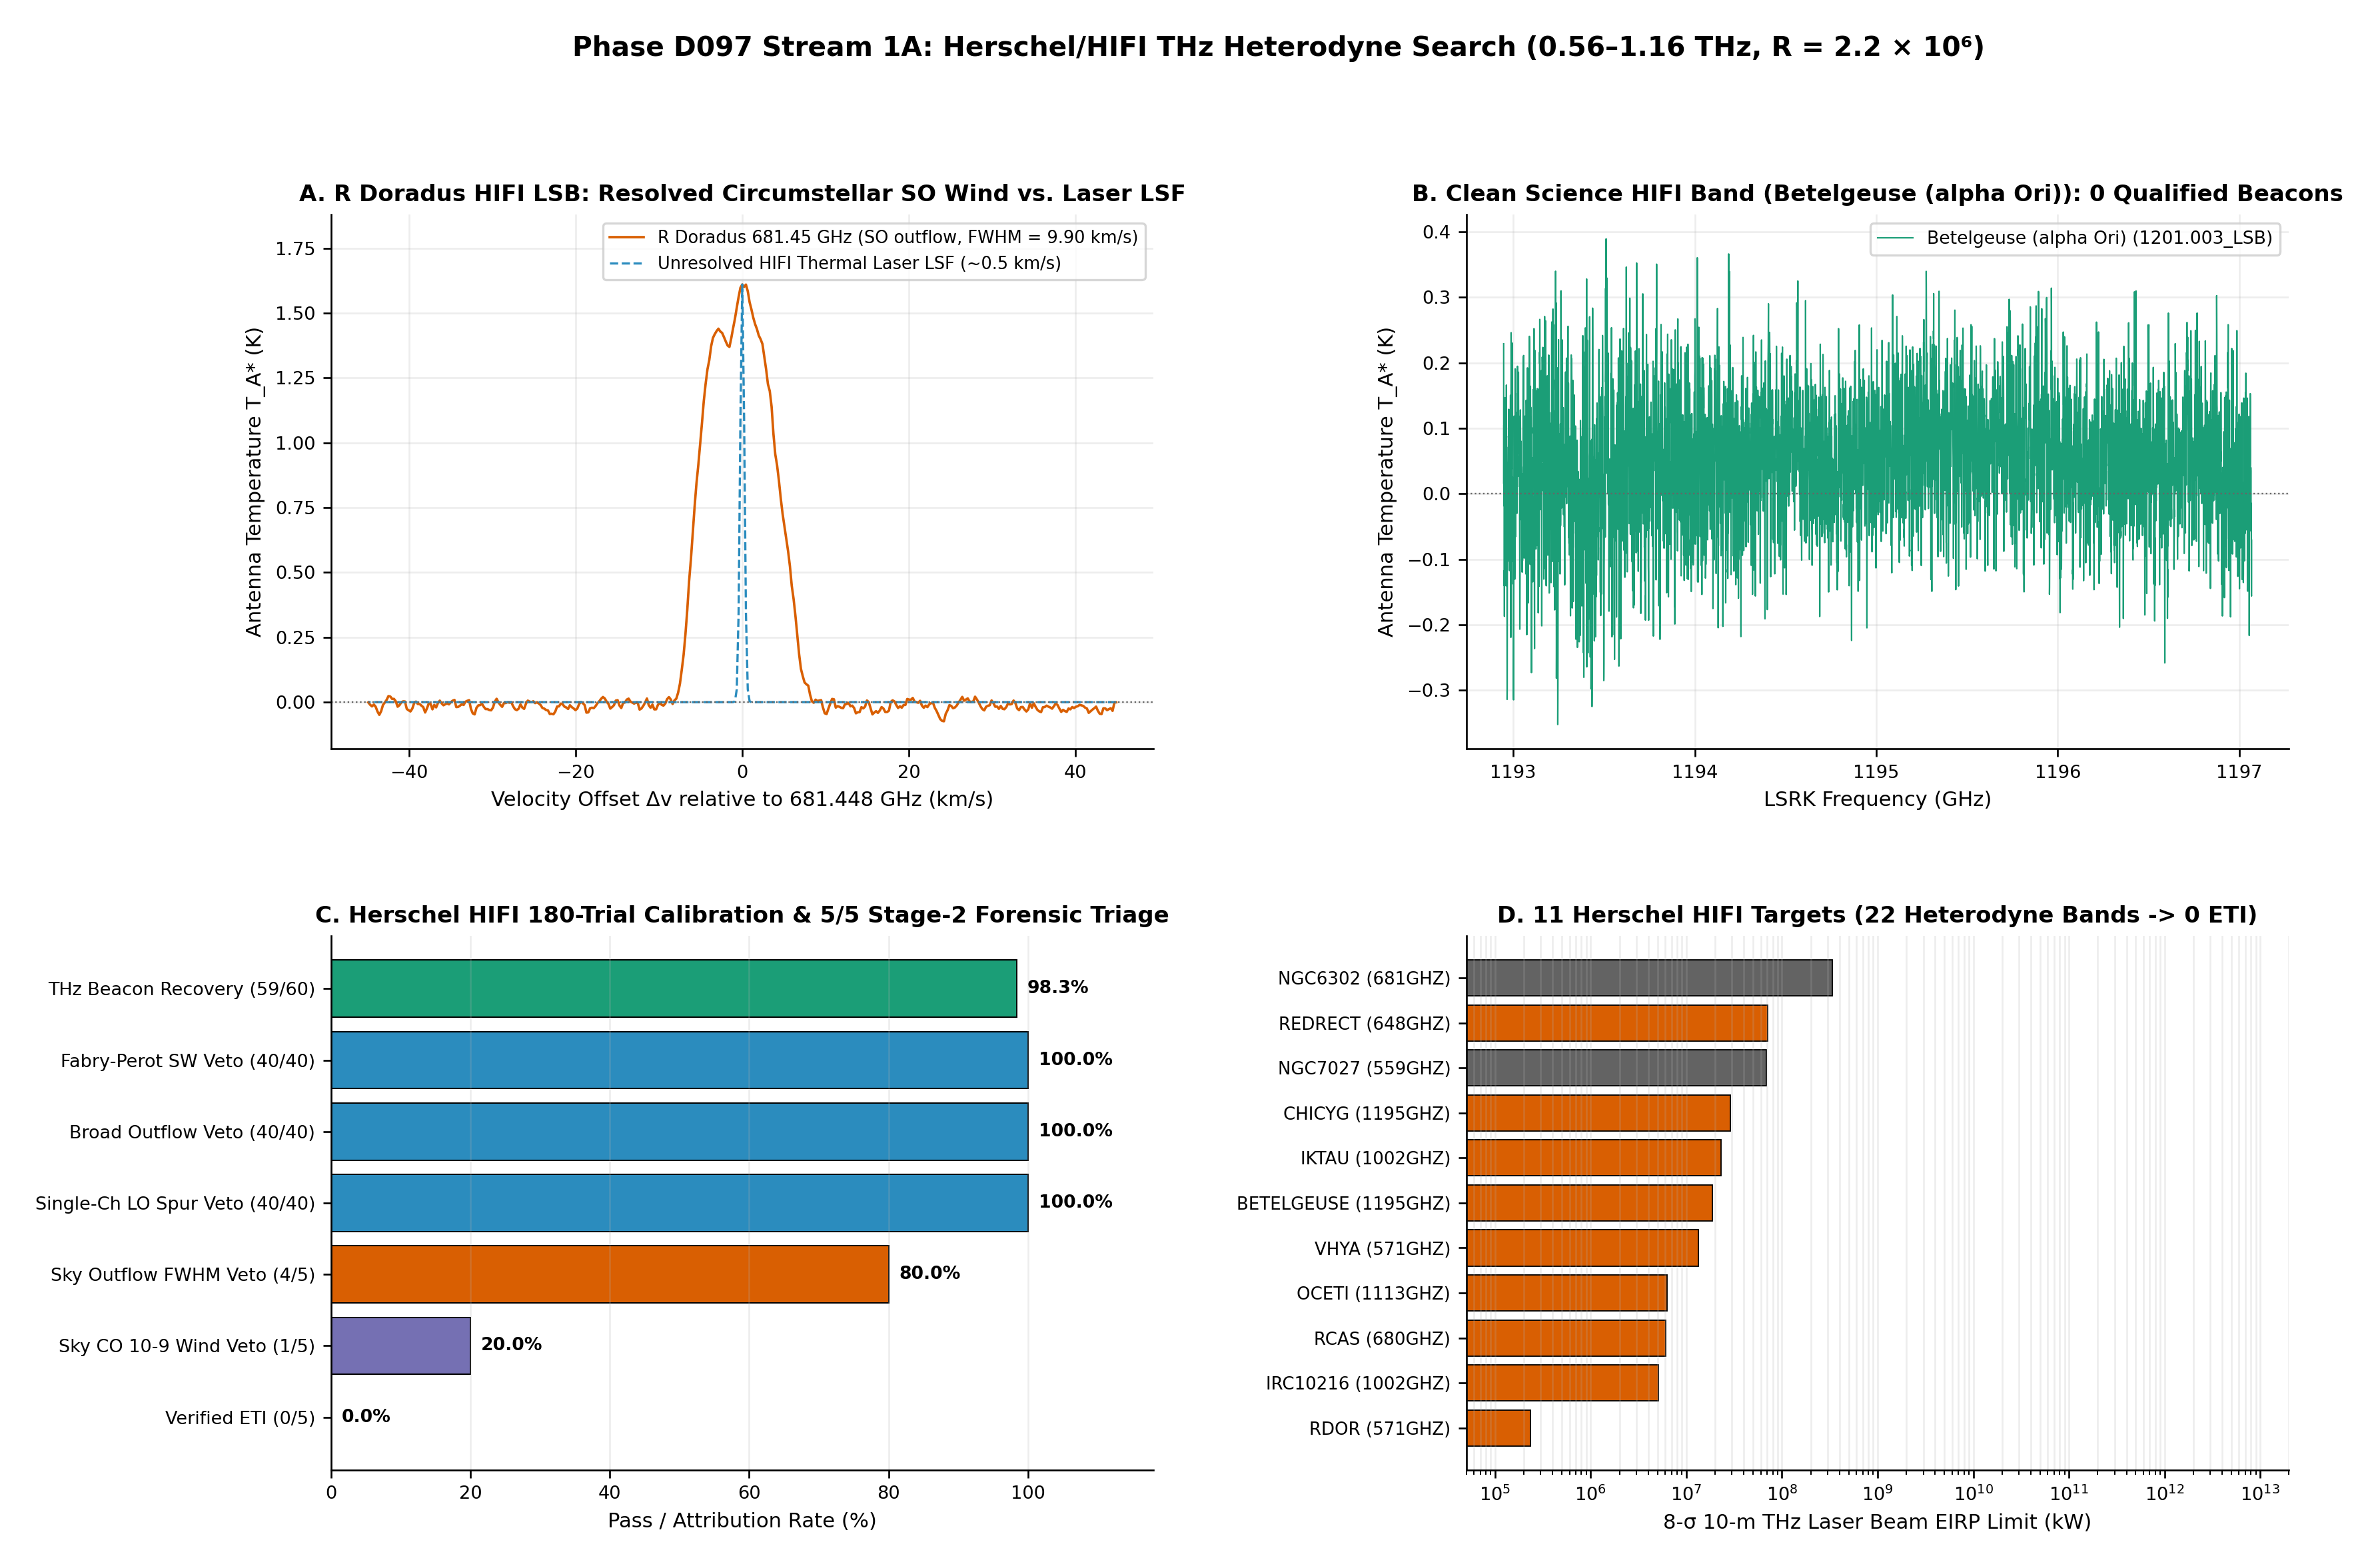 Phase D097 Stream 1A: Herschel/HIFI THz Heterodyne Search (0.56–1.16 THz, R = 2.2 × 10⁶)
A. R Doradus HIFI LSB: Resolved Circumstellar SO Wind vs. Laser LSF
R Doradus 681.45 GHz (SO outflow, FWHM = 9.90 km/s)
Unresolved HIFI Thermal Laser LSF (~0.5 km/s)
Antenna Temperature T_A* (K)
1.75
1.50
1.25
1.00
0.75
0.50
0.25
0.00
−40
−20
0
20
40
Velocity Offset Δv relative to 681.448 GHz (km/s)
B. Clean Science HIFI Band (Betelgeuse (alpha Ori)): 0 Qualified Beacons
Betelgeuse (alpha Ori) (1201.003_LSB)
Antenna Temperature T_A* (K)
0.4
0.3
0.2
0.1
0.0
−0.1
−0.2
−0.3
1193
1194
1195
1196
1197
LSRK Frequency (GHz)
C. Herschel HIFI 180-Trial Calibration & 5/5 Stage-2 Forensic Triage
THz Beacon Recovery (59/60)
98.3%
Fabry-Perot SW Veto (40/40)
100.0%
Broad Outflow Veto (40/40)
100.0%
Single-Ch LO Spur Veto (40/40)
100.0%
Sky Outflow FWHM Veto (4/5)
80.0%
Sky CO 10-9 Wind Veto (1/5)
20.0%
Verified ETI (0/5)
0.0%
0
20
40
60
80
100
Pass / Attribution Rate (%)
D. 11 Herschel HIFI Targets (22 Heterodyne Bands -> 0 ETI)
NGC6302 (681GHZ)
REDRECT (648GHZ)
NGC7027 (559GHZ)
CHICYG (1195GHZ)
IKTAU (1002GHZ)
BETELGEUSE (1195GHZ)
VHYA (571GHZ)
OCETI (1113GHZ)
RCAS (680GHZ)
IRC10216 (1002GHZ)
RDOR (571GHZ)
10⁵
10⁶
10⁷
10⁸
10⁹
10¹⁰
10¹¹
10¹²
10¹³
8-σ 10-m THz Laser Beam EIRP Limit (kW)